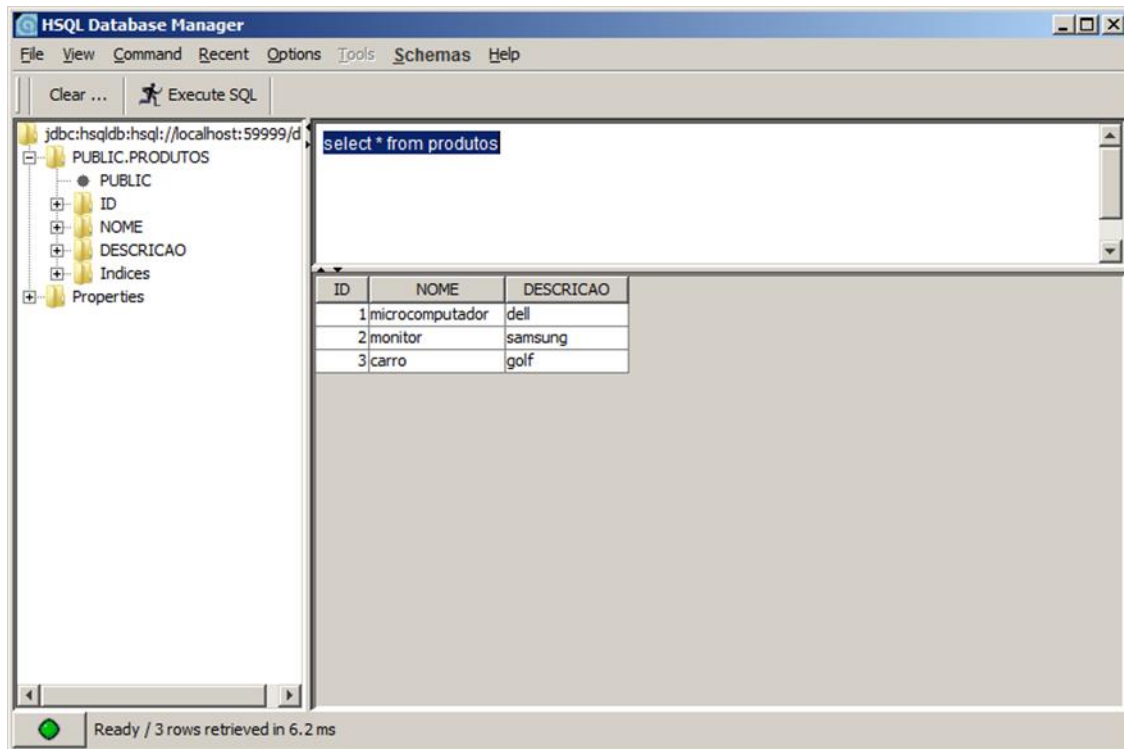 HSQL Database Manager
File View Command Recent Options Tools Schemas Help
Clear ... Execute SQL
jdbc:hsqldb:hsql://localhost:59999/d
PUBLIC.PRODUTOS
PUBLIC
ID
NOME
DESCRICAO
Indices
Properties
select * from produtos
ID NOME DESCRICAO
1 microcomputador dell
2 monitor samsung
3 carro golf
Ready / 3 rows retrieved in 6.2 ms